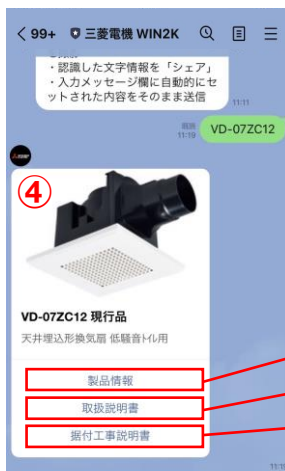 99+ 三菱電機 WIN2K
・認識した文字情報を「シェア」
・入力メッセージ欄に自動的にセ
ットされた内容をそのまま送信
11/11
既読
11:19
VD-07ZC12
④
VD-07ZC12 現行品
天井埋込形換気扇 低騒音トイレ用
製品情報
取扱説明書
据付工事説明書